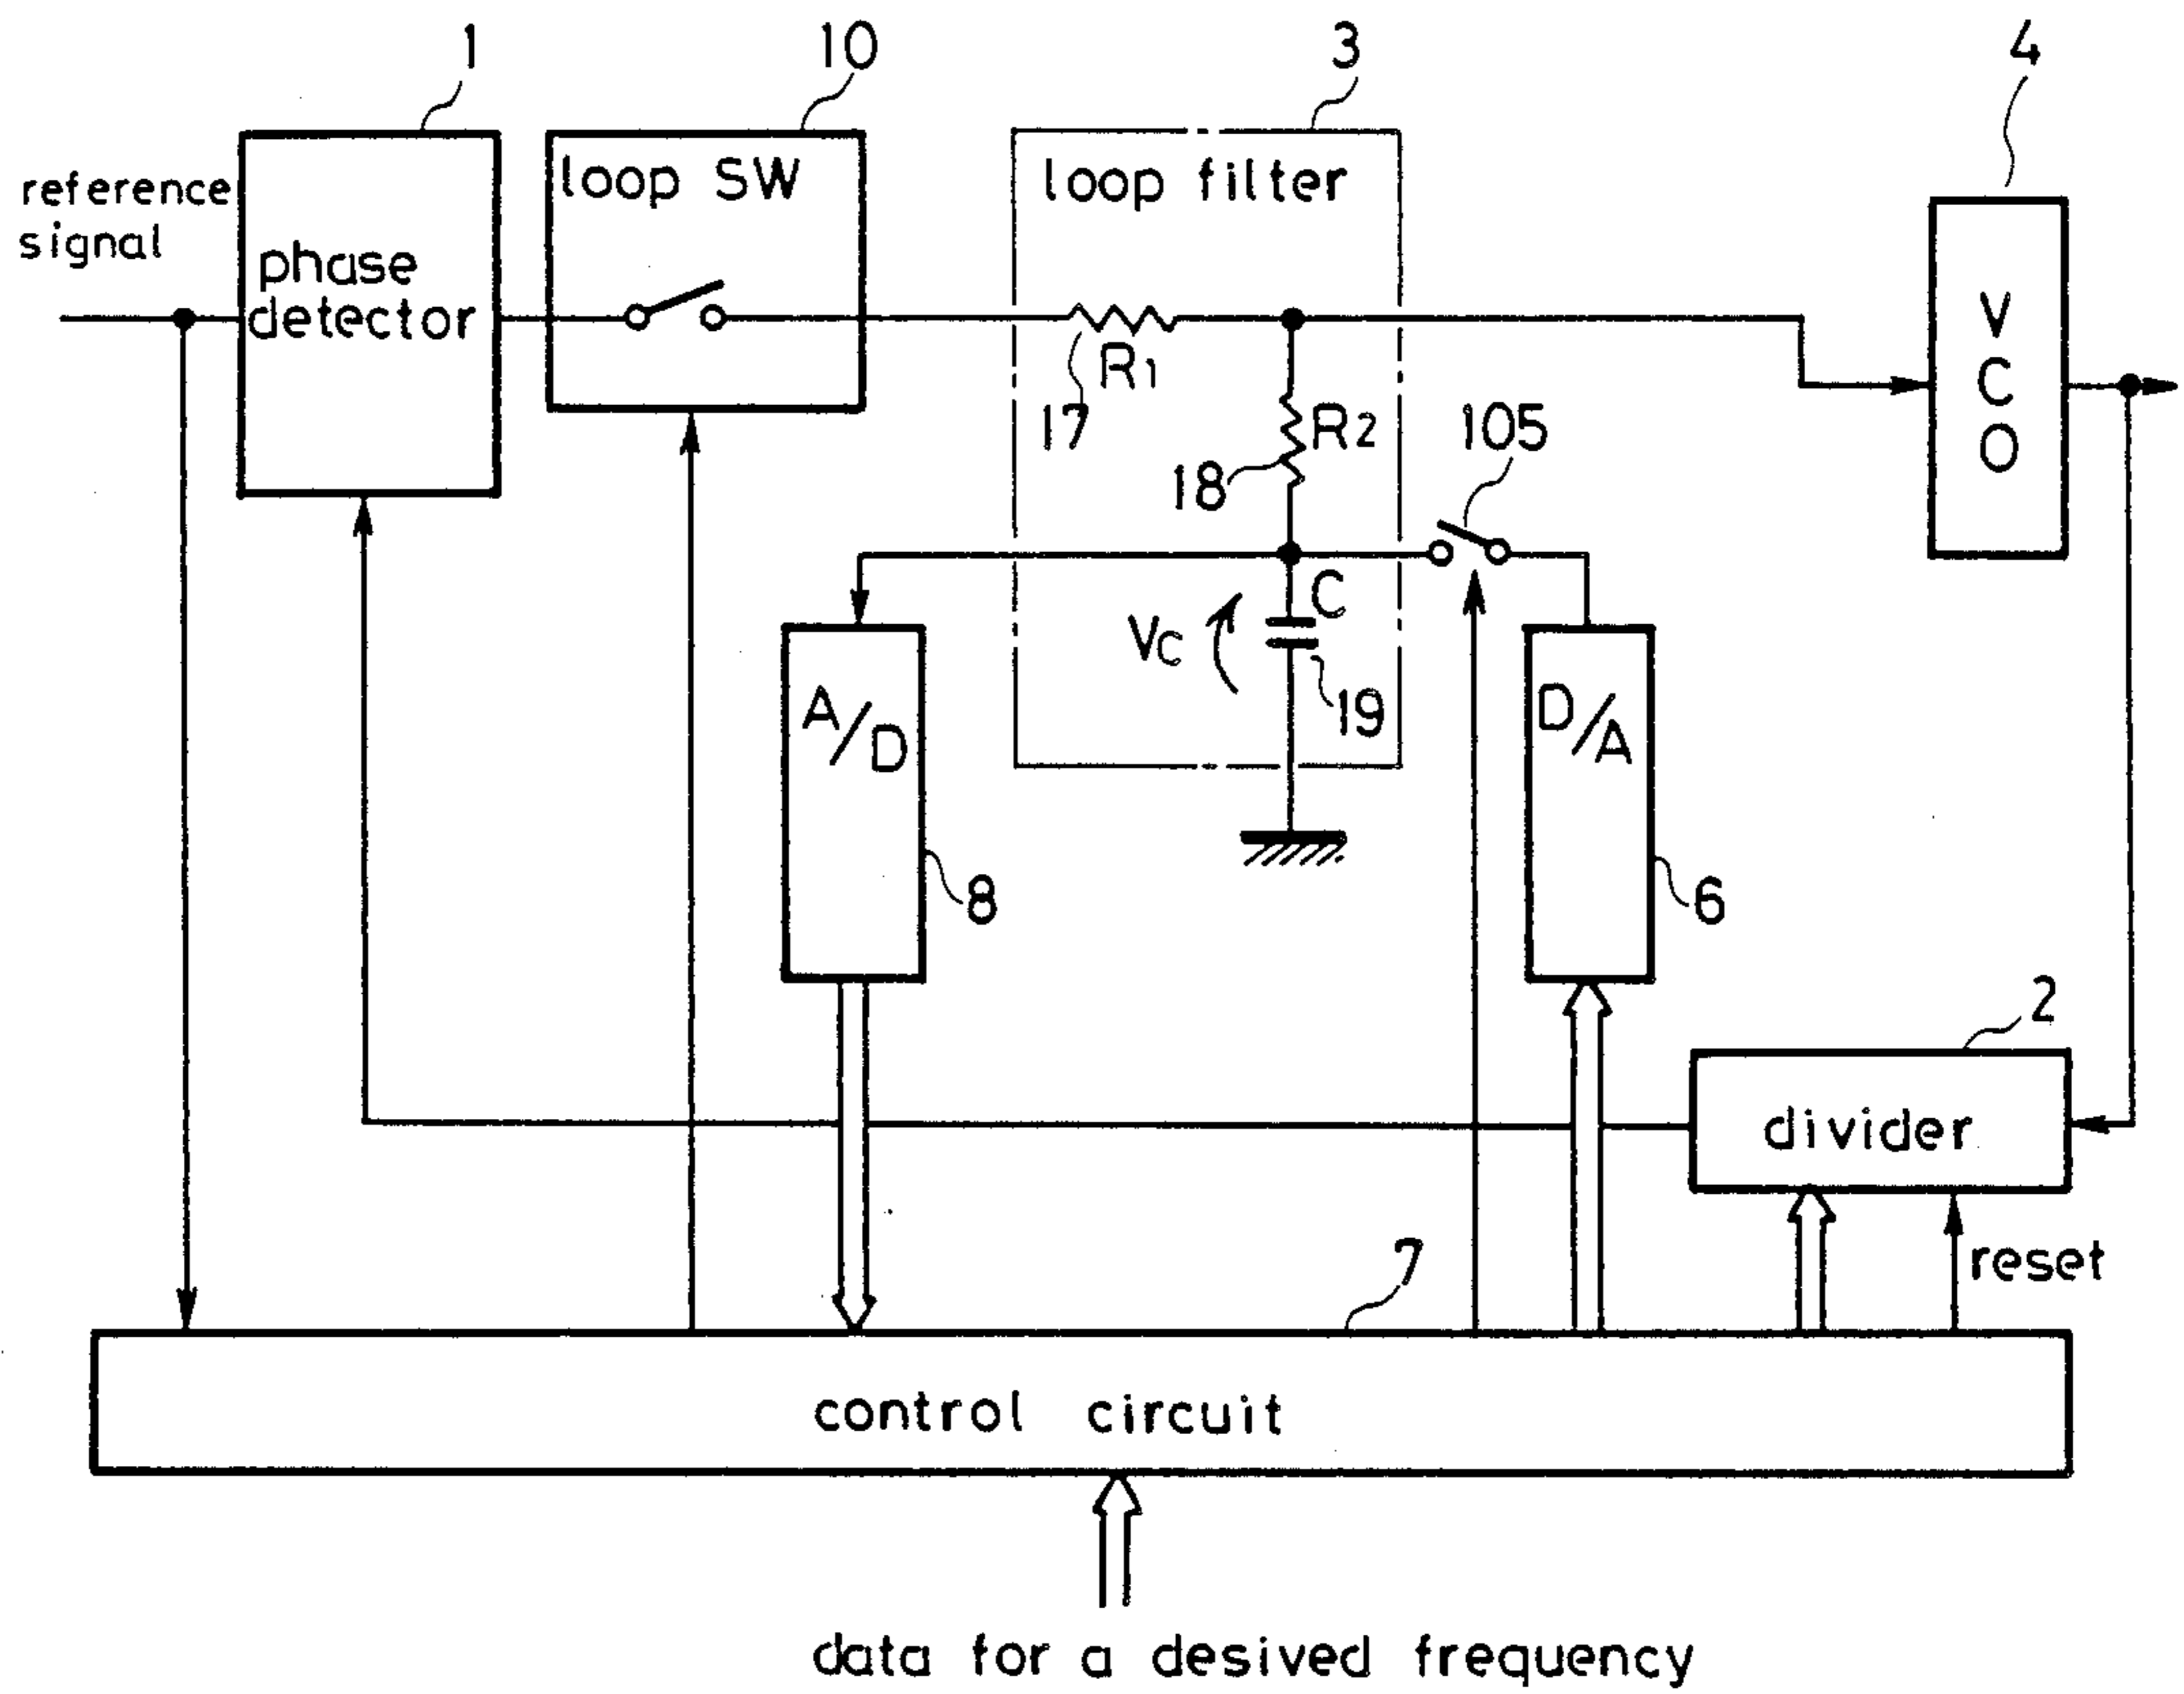 1
10
3
4
reference
signal
phase
detector
loop SW
loop filter
V
C
O
R1
17
R2
18
105
C
VC
19
A/D
D/A
8
6
2
divider
reset
7
control circuit
data for a desived frequency